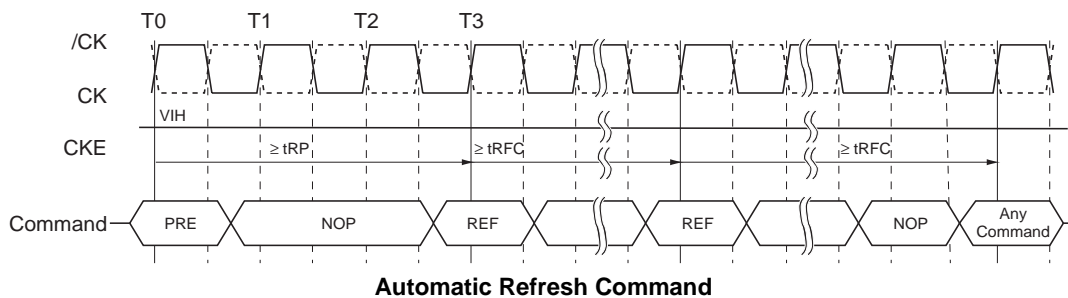 T0 T1 T2 T3
/CK
CK
VIH
CKE
≥ tRP ≥ tRFC ≥ tRFC
Command PRE NOP REF REF NOP Any Command
Automatic Refresh Command